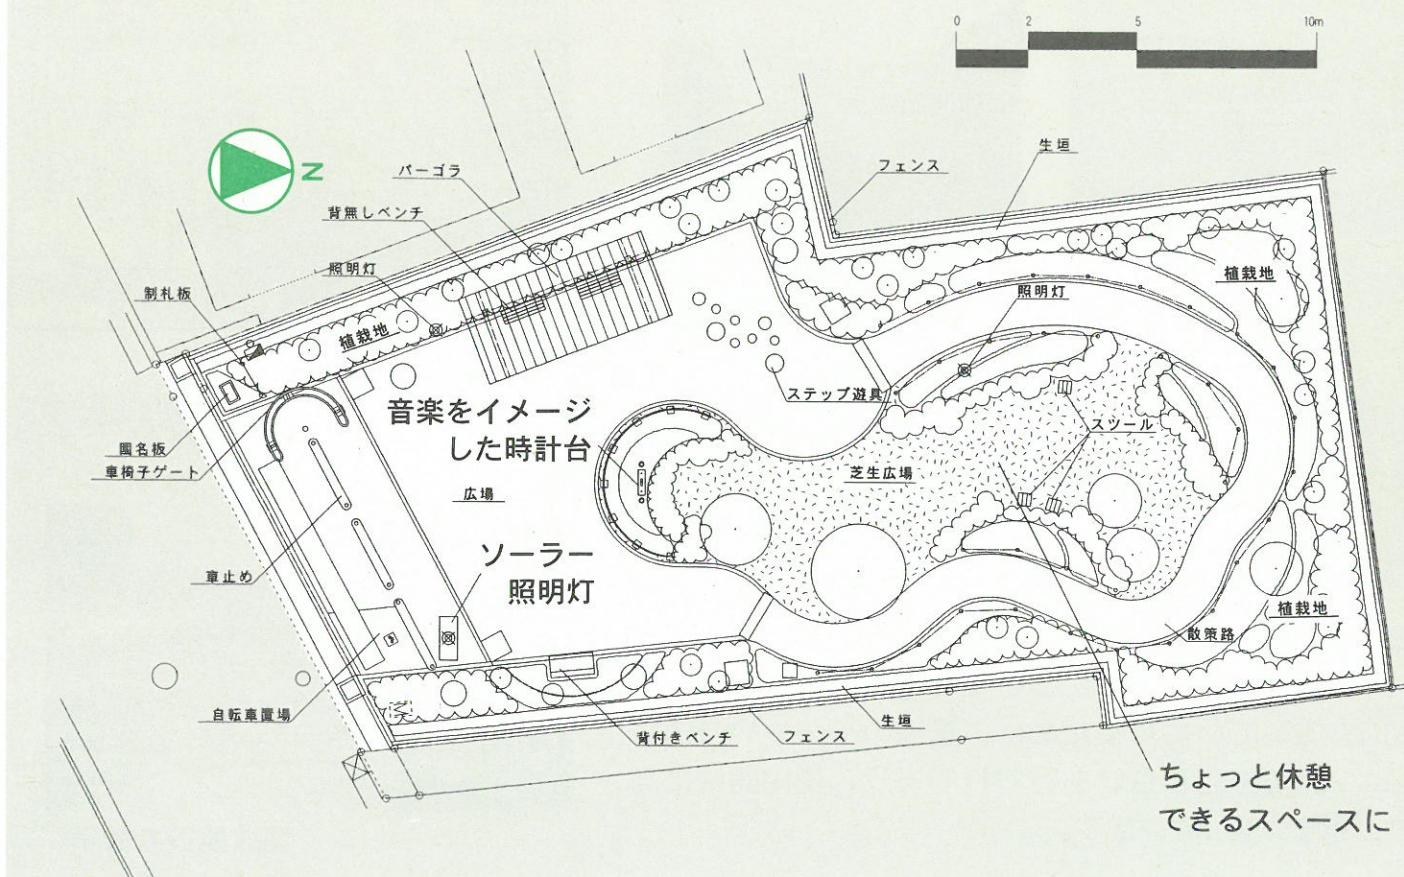 0 2 5 10m
生垣
フェンス
N
パーゴラ
背無しベンチ
照明灯
制札板
植栽地
照明灯
植栽地
ステップ遊具
音楽をイメージ
した時計台
スツール
園名板
車椅子ゲート
広場
芝生広場
ソーラー
照明灯
車止め
植栽地
散策路
自転車置場
生垣
背付きベンチ
フェンス
ちょっと休憩
できるスペースに